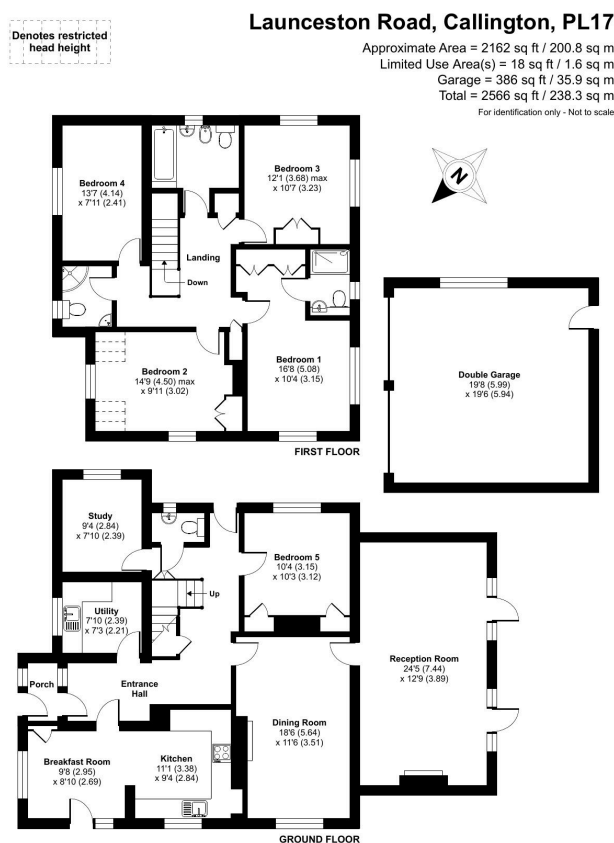 Denotes restricted
head height
Launceston Road, Callington, PL17
Approximate Area = 2162 sq ft / 200.8 sq m
Limited Use Area(s) = 18 sq ft / 1.6 sq m
Garage = 386 sq ft / 35.9 sq m
Total = 2566 sq ft / 238.3 sq m
For identification only - Not to scale
N
Bedroom 4
13'7 (4.14)
x 7'11 (2.41)
Bedroom 3
12'1 (3.68) max
x 10'7 (3.23)
Landing
Down
Bedroom 2
14'9 (4.50) max
x 9'11 (3.02)
Bedroom 1
16'8 (5.08)
x 10'4 (3.15)
FIRST FLOOR
Double Garage
19'8 (5.99)
x 19'6 (5.94)
Study
9'4 (2.84)
x 7'10 (2.39)
Bedroom 5
10'4 (3.15)
x 10'3 (3.12)
Up
Utility
7'10 (2.39)
x 7'3 (2.21)
Porch
Entrance
Hall
Reception Room
24'5 (7.44)
x 12'9 (3.89)
Dining Room
18'6 (5.64)
x 11'6 (3.51)
Breakfast Room
9'8 (2.95)
x 8'10 (2.69)
Kitchen
11'1 (3.38)
x 9'4 (2.84)
GROUND FLOOR